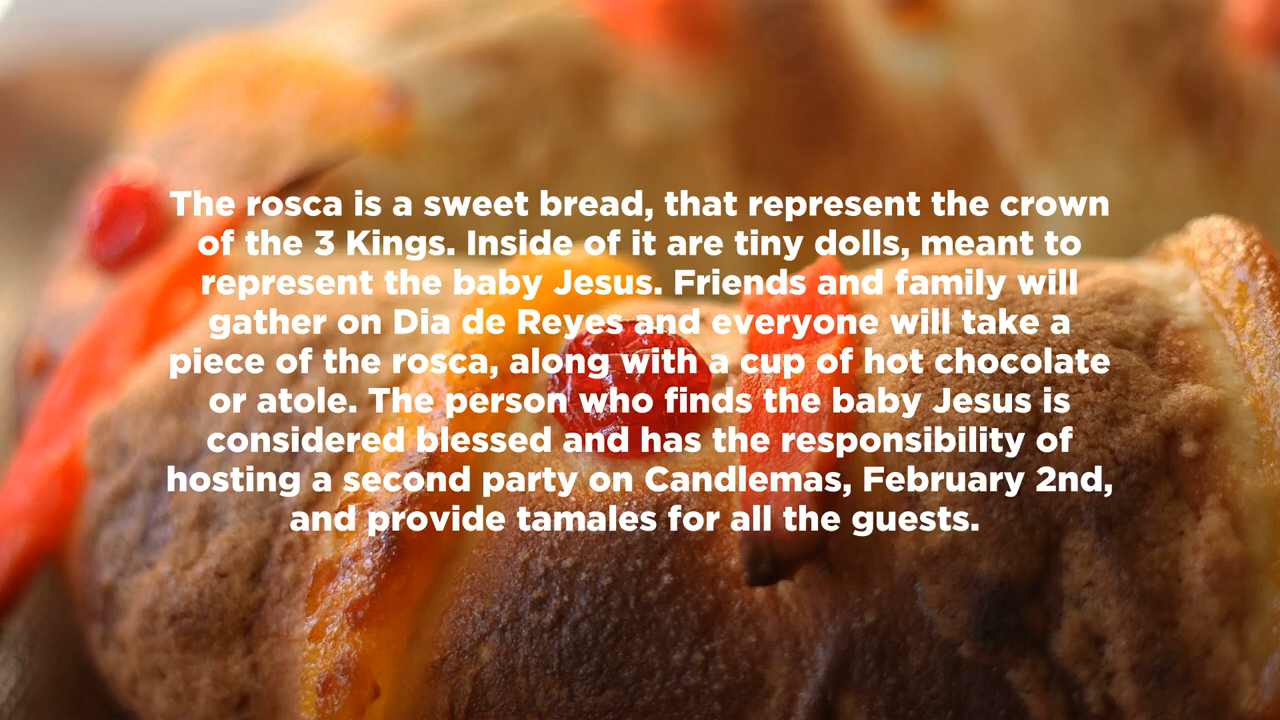 The rosca is a sweet bread, that represent the crown
of the 3 Kings. Inside of it are tiny dolls, meant to
represent the baby Jesus. Friends and family will
gather on Dia de Reyes and everyone will take a
piece of the rosca, along with a cup of hot chocolate
or atole. The person who finds the baby Jesus is
considered blessed and has the responsibility of
hosting a second party on Candlemas, February 2nd,
and provide tamales for all the guests.